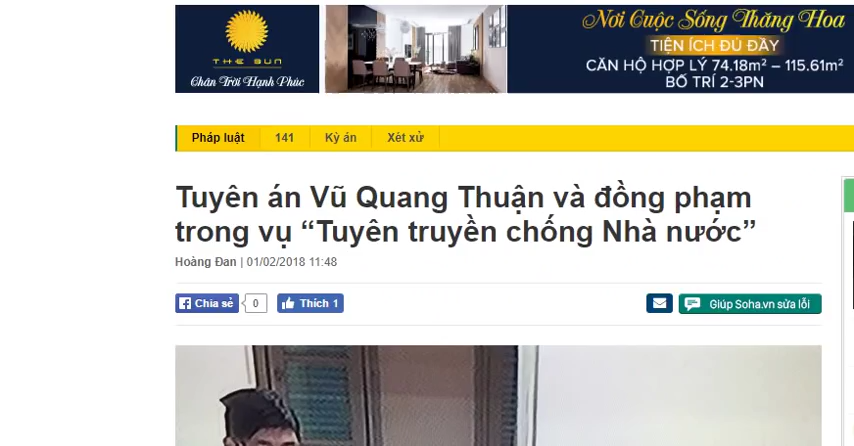 Nơi Cuộc Sống Thăng Hoa
TIỆN ÍCH ĐỦ ĐẦY
THE SUN
CĂN HỘ HỢP LÝ 74.18m² – 115.61m²
Chân Trời Hạnh Phúc
BỐ TRÍ 2-3PN
Pháp luật 141 Kỳ án Xét xử
Tuyên án Vũ Quang Thuận và đồng phạm
trong vụ “Tuyên truyền chống Nhà nước”
Hoàng Đan | 01/02/2018 11:48
Chia sẻ 0 Thích 1 Giúp Soha.vn sửa lỗi